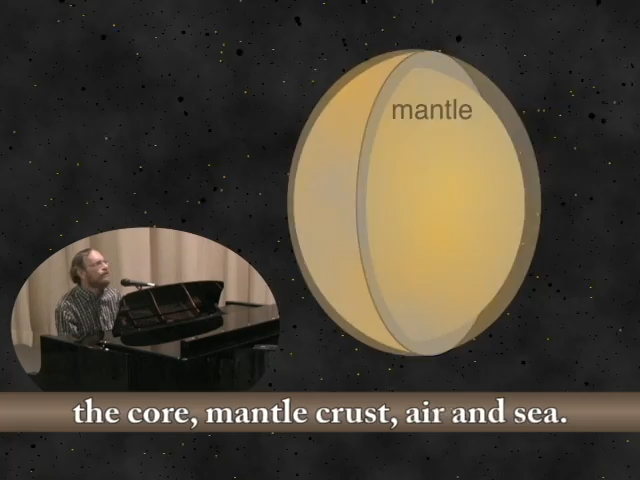 mantle
the core, mantle crust, air and sea.